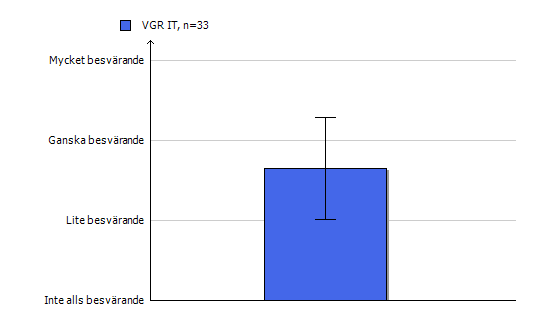 VGR IT, n=33
Mycket besvärande
Ganska besvärande
Lite besvärande
Inte alls besvärande